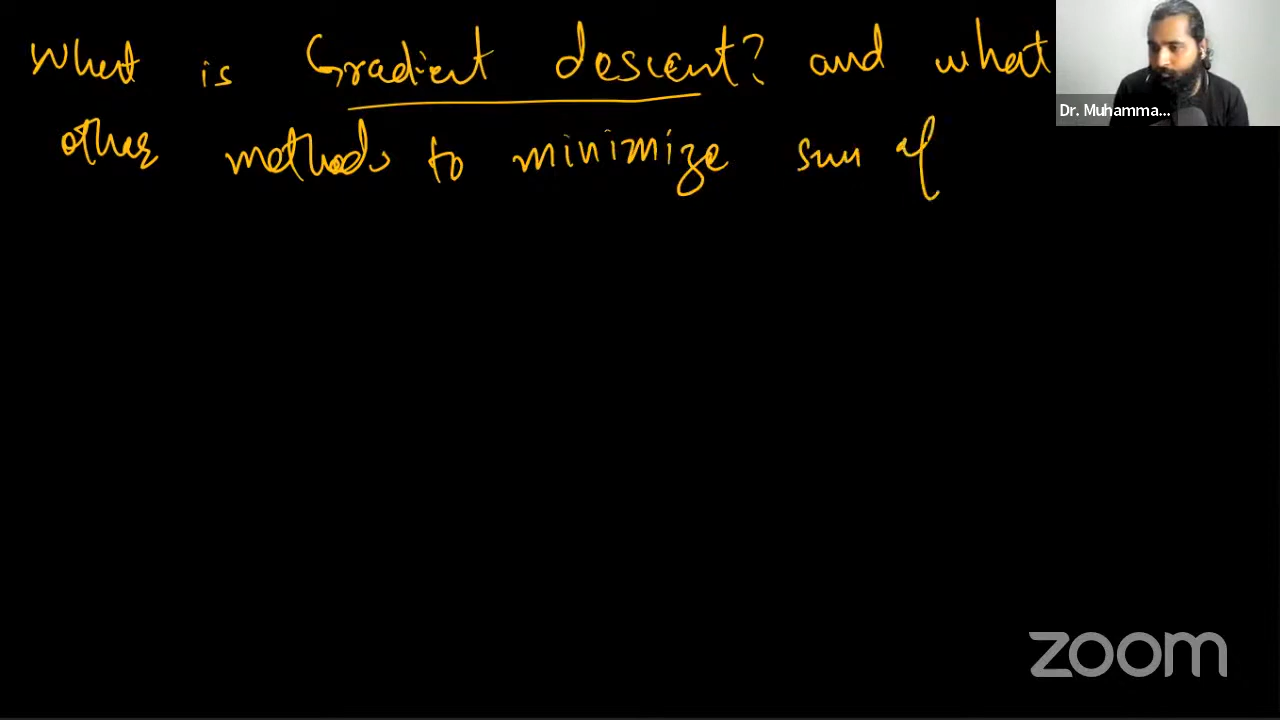 What is Gradient descent? and what
Dr. Muhamma...
other methods to minimize sum of
zoom